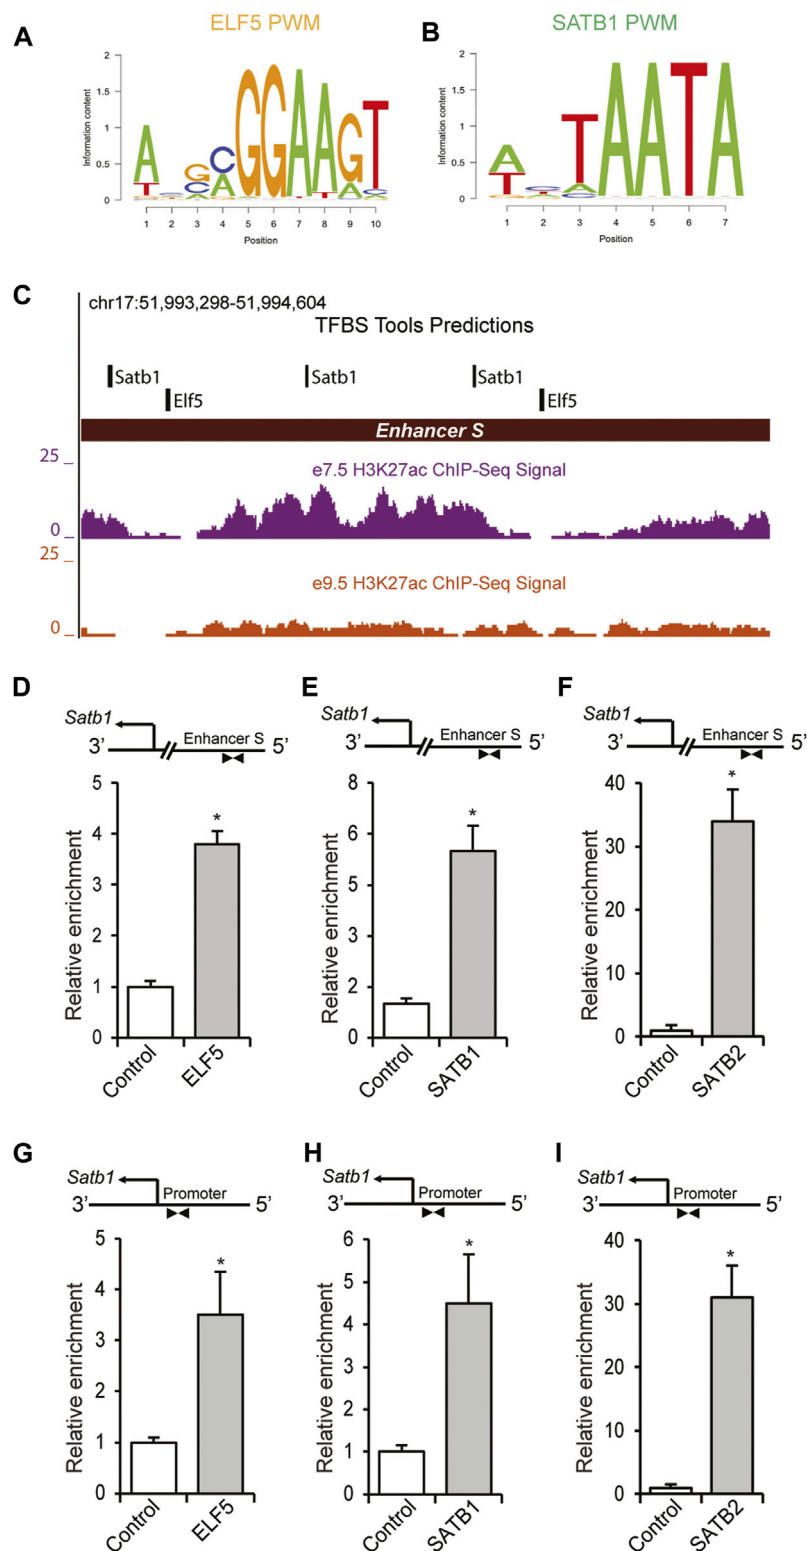 A
ELF5 PWM
B
SATB1 PWM
Information content
2
1.5
1
0.5
0
1 2 3 4 5 6 7 8 9 10
Position
Information content
2
1.5
1
0.5
0
1 2 3 4 5 6 7
Position
C
chr17:51,993,298-51,994,604
TFBS Tools Predictions
Satb1
Satb1
Satb1
Elf5
Elf5
Enhancer S
25
e7.5 H3K27ac ChIP-Seq Signal
0
25
e9.5 H3K27ac ChIP-Seq Signal
0
D
Satb1
Enhancer S
3’
5’
Relative enrichment
5
4
3
2
1
0
Control
ELF5
*
E
Satb1
Enhancer S
3’
5’
Relative enrichment
8
6
5
3
2
0
Control
SATB1
*
F
Satb1
Enhancer S
3’
5’
Relative enrichment
40
30
20
10
0
Control
SATB2
*
G
Satb1
Promoter
3’
5’
Relative enrichment
5
4
3
2
1
0
Control
ELF5
*
H
Satb1
Promoter
3’
5’
Relative enrichment
6
5
4
3
2
1
0
Control
SATB1
*
I
Satb1
Promoter
3’
5’
Relative enrichment
40
30
20
10
0
Control
SATB2
*